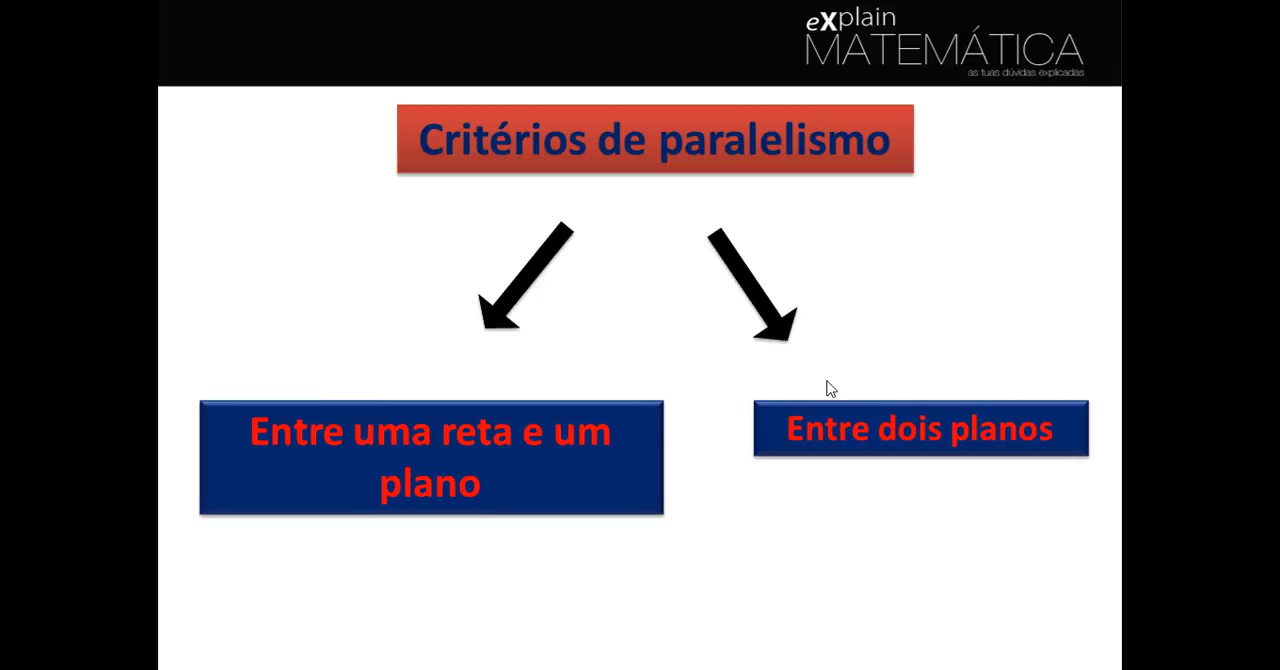 eXplain
MATEMÁTICA
as tuas dúvidas explicadas
Critérios de paralelismo
Entre uma reta e um
plano
Entre dois planos